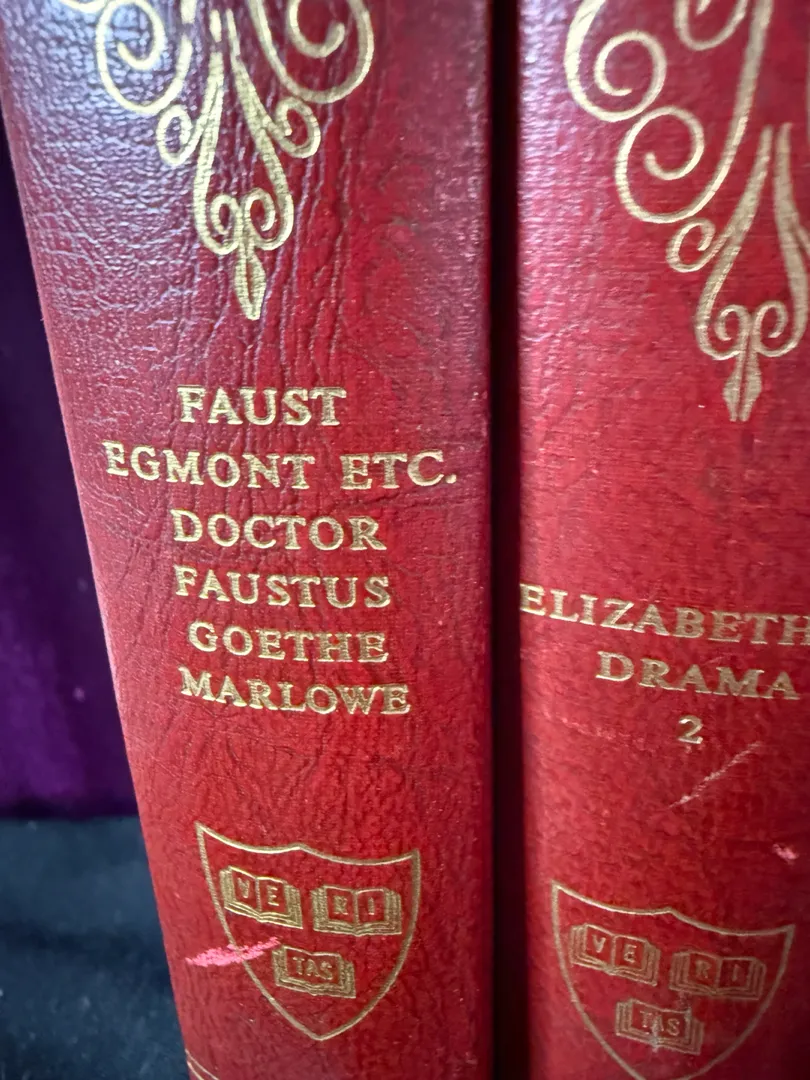 FAUST
EGMONT ETC.
DOCTOR
FAUSTUS
GOETHE
MARLOWE
VE RI
TAS
ELIZABETH
DRAMA
2
VE RI
TAS